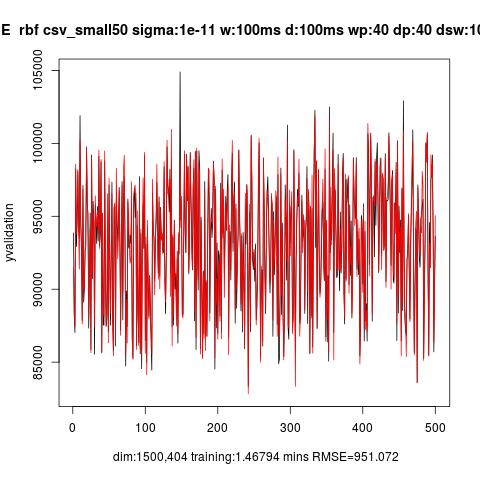 E  rbf csv_small50 sigma:1e-11 w:100ms d:100ms wp:40 dp:40 dsw:10
105000
100000
95000
90000
85000
yvalidation
0 100 200 300 400 500
dim:1500,404 training:1.46794 mins RMSE=951.072